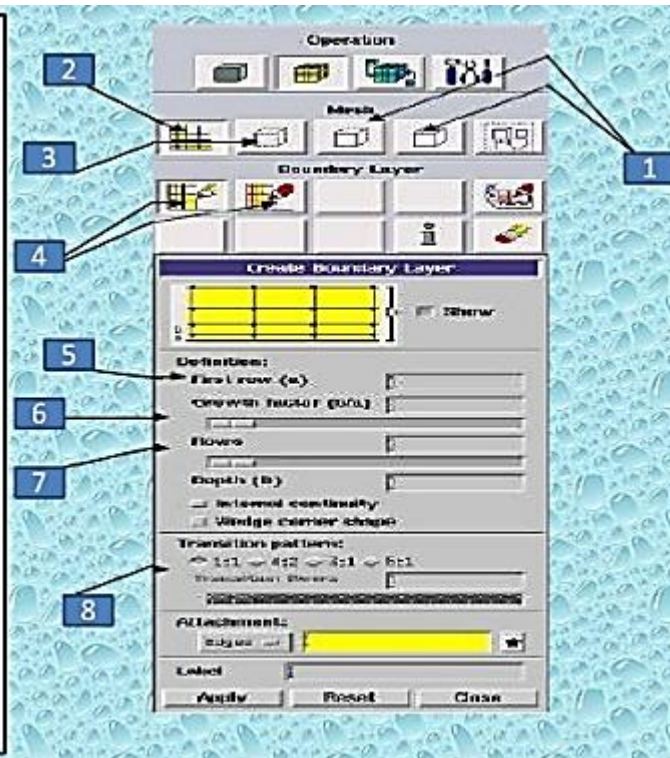 Operation
2
Mesh
3
1
Boundary Layer
4
Create Boundary Layer
Show
Definition:
5
First row (a)
6
Growth factor (b/a)
Rows
7
Depth (D)
Internal continuity
Wedge corner shape
Transition pattern:
1:1 4:2 3:1 5:1
8
Transition Rows
Attachment:
Edges
Label
Apply Reset Close